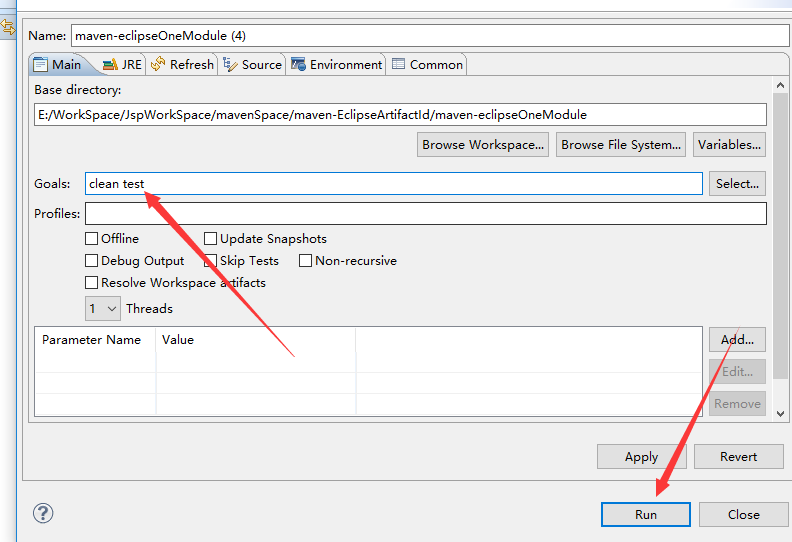 Name: maven-eclipseOneModule (4)
Main JRE Refresh Source Environment Common
Base directory:
E:/WorkSpace/JspWorkSpace/mavenSpace/maven-EclipseArtifactId/maven-eclipseOneModule
Browse Workspace... Browse File System... Variables...
Goals: clean test Select...
Profiles:
Offline Update Snapshots
Debug Output Skip Tests Non-recursive
Resolve Workspace artifacts
1 Threads
Parameter Name Value Add...
Edit...
Remove
Apply Revert
? Run Close